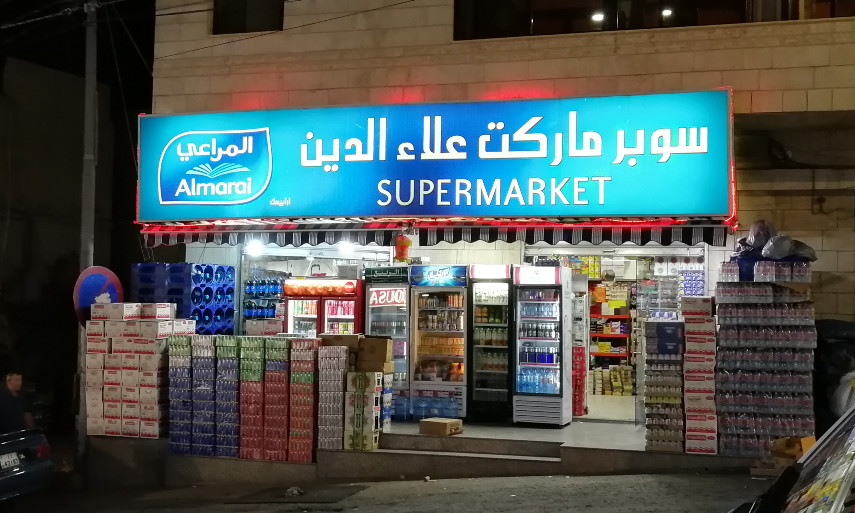 سوبر ماركت علاء الدين
SUPERMARKET
المراعي
Almarai